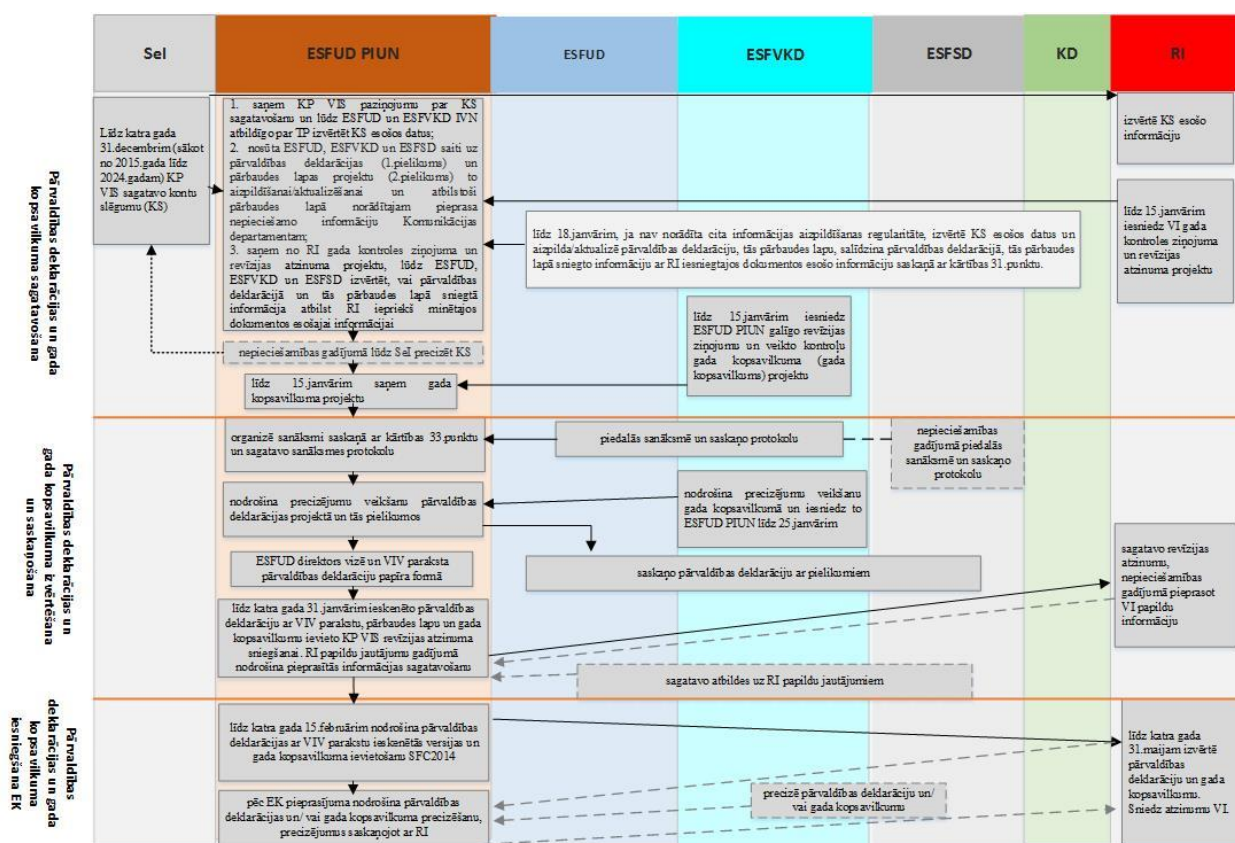 SeI
ESFUD PIUN
ESFUD
ESFVKD
ESFSD
KD
RI
Pārvaldības deklarācijas un gada
kopsavilkuma sagatavošana
Līdz katra gada
31.decembrim (sākot
no 2015.gada līdz
2024.gadam) KP
VIS sagatavo kontu
slēgumu (KS)
1. saņem KP VIS paziņojumu par KS
sagatavošanu un lūdz ESFUD un ESFVKD IVN
atbildīgo par TP izvērtēt KS esošos datus;
2. nosūta ESFUD, ESFVKD un ESFSD saiti uz
pārvaldības deklarācijas (1.pielikums) un
pārbaudes lapas projektu (2.pielikums) to
aizpildīšanai/aktualizēšanai un atbilstoši
pārbaudes lapā norādītajam pieprasa
nepieciešamo informāciju Komunikācijas
departamentam;
3. saņem no RI gada kontroles ziņojuma un
revīzijas atzinuma projektu, lūdz ESFUD,
ESFVKD un ESFSD izvērtēt, vai pārvaldības
deklarācijā un tās pārbaudes lapā sniegtā
informācija atbilst RI iepriekš minētajos
dokumentos esošajai informācijai
izvērtē KS esošo
informāciju
līdz 15.janvārim
iesniedz VI gada
kontroles ziņojuma
un revīzijas
atzinuma projektu
līdz 18.janvārim, ja nav norādīta cita informācijas aizpildīšanas regularitāte, izvērtē KS esošos datus un
aizpilda/aktualizē pārvaldības deklarāciju, tās pārbaudes lapu, salīdzina pārvaldības deklarācijā, tās pārbaudes
lapā sniegto informāciju ar RI iesniegtajos dokumentos esošo informāciju saskaņā ar kārtības 31.punktu.
līdz 15.janvārim iesniedz
ESFUD PIUN galīgo revīzijas
ziņojumu un veikto kontroļu
gada kopsavilkuma (gada
kopsavilkums) projektu
nepieciešamības gadījumā lūdz SeI precizēt KS
līdz 15.janvārim saņem gada
kopsavilkuma projektu
Pārvaldības deklarācijas un
gada kopsavilkuma izvērtēšana
un saskaņošana
organizē sanāksmi saskaņā ar kārtības 33.punktu
un sagatavo sanāksmes protokolu
piedalās sanāksmē un saskaņo protokolu
nepieciešamības
gadījumā piedalās
sanāksmē un saskaņo
protokolu
nodrošina precizējumu veikšanu pārvaldības
deklarācijas projektā un tās pielikumos
nodrošina precizējumu veikšanu
gada kopsavilkumā un iesniedz to
ESFUD PIUN līdz 25.janvārim
ESFUD direktors vizē un VIV paraksta
pārvaldības deklarāciju papīra formā
saskaņo pārvaldības deklarāciju ar pielikumiem
sagatavo revīzijas
atzinumu,
nepieciešamības
gadījumā pieprasot
VI papildu
informāciju
līdz katra gada 31.janvārim ieskenēto pārvaldības
deklarāciju ar VIV parakstu, pārbaudes lapu un gada
kopsavilkumu ievieto KP VIS revīzijas atzinuma
sniegšanai. RI papildu jautājumu gadījumā
nodrošina pieprasītās informācijas sagatavošanu
sagatavo atbildes uz RI papildu jautājumiem
Pārvaldības
deklarācijas un gada
kopsavilkuma
iesniegšana EK
līdz katra gada 15.februārim nodrošina pārvaldības
deklarācijas ar VIV parakstu ieskenētās versijas un
gada kopsavilkuma ievietošanu SFC2014
līdz katra gada
31.maijam izvērtē
pārvaldības
deklarāciju un gada
kopsavilkumu.
Sniedz atzinumu VI.
pēc EK pieprasījuma nodrošina pārvaldības
deklarācijas un/ vai gada kopsavilkuma precizēšanu,
precizējumus saskaņojot ar RI
precizē pārvaldības deklarāciju un/
vai gada kopsavilkumu